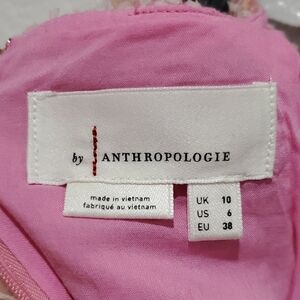 by ANTHROPOLOGIE
made in vietnam
fabriqué au vietnam
UK 10
US 6
EU 38